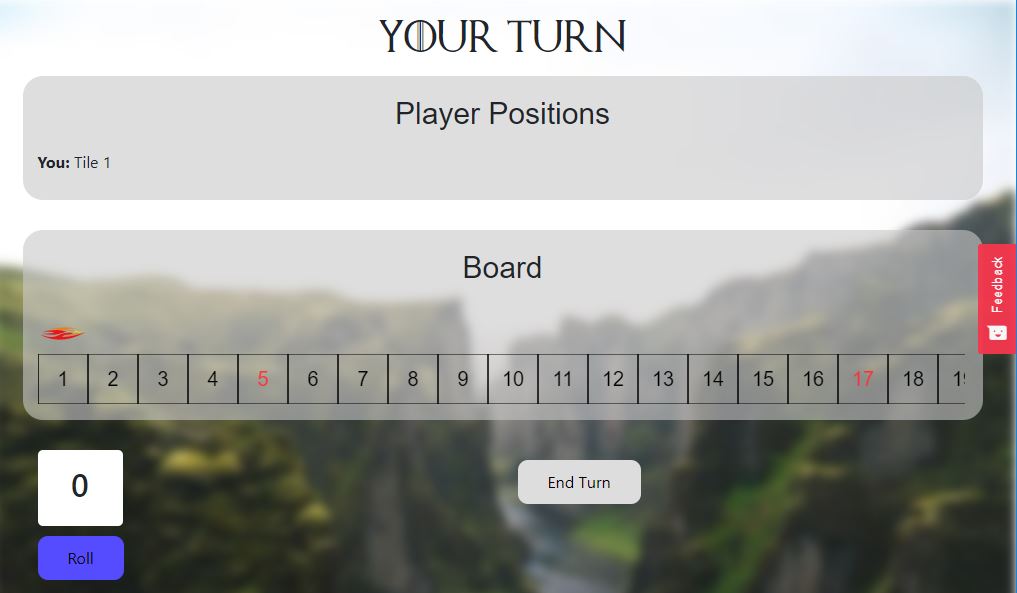 YOUR TURN
Player Positions
You: Tile 1
Board
1 2 3 4 5 6 7 8 9 10 11 12 13 14 15 16 17 18
Feedback
0
End Turn
Roll